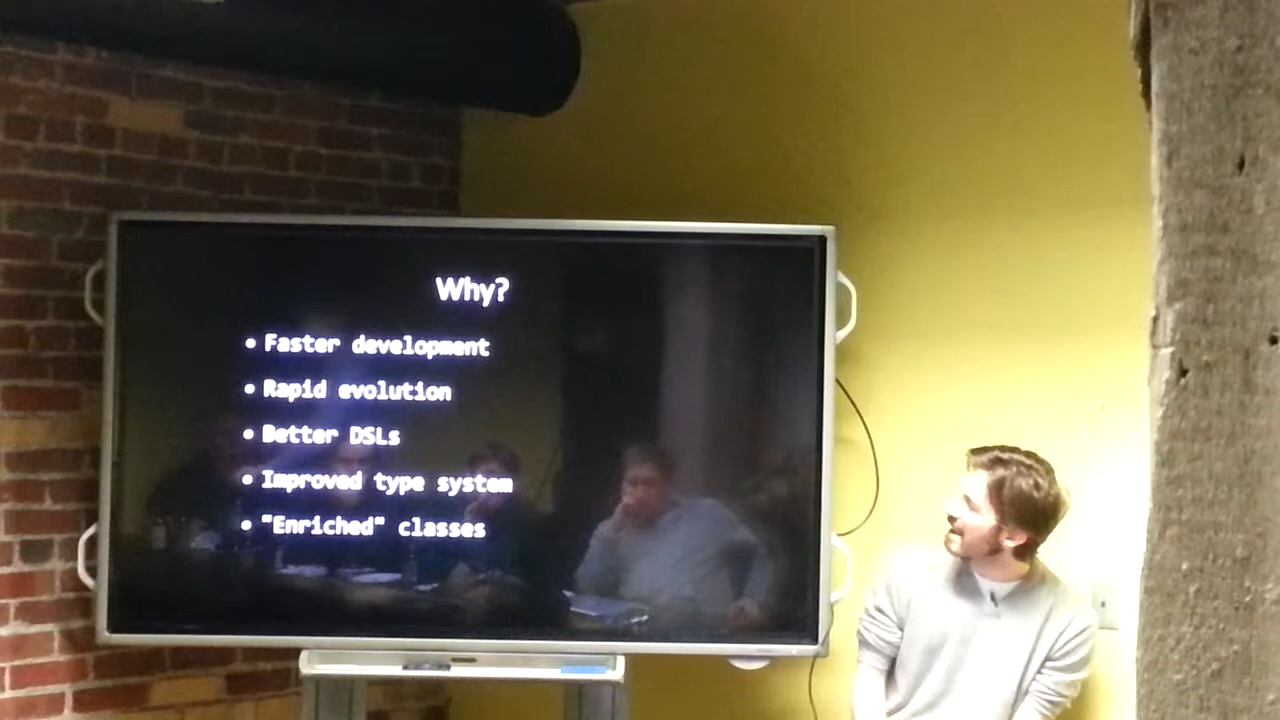 Why?
• Faster development
• Rapid evolution
• Better DSLs
• Improved type system
• "Enriched" classes